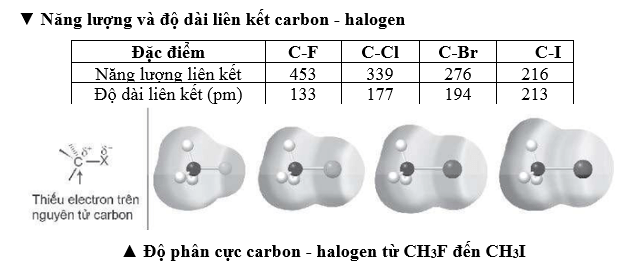 ▼ Năng lượng và độ dài liên kết carbon - halogen
Đặc điểm C-F C-Cl C-Br C-I
Năng lượng liên kết 453 339 276 216
Độ dài liên kết (pm) 133 177 194 213
δ+ δ-
C—X
Thiếu electron trên
nguyên tử carbon
▲ Độ phân cực carbon - halogen từ CH3F đến CH3I